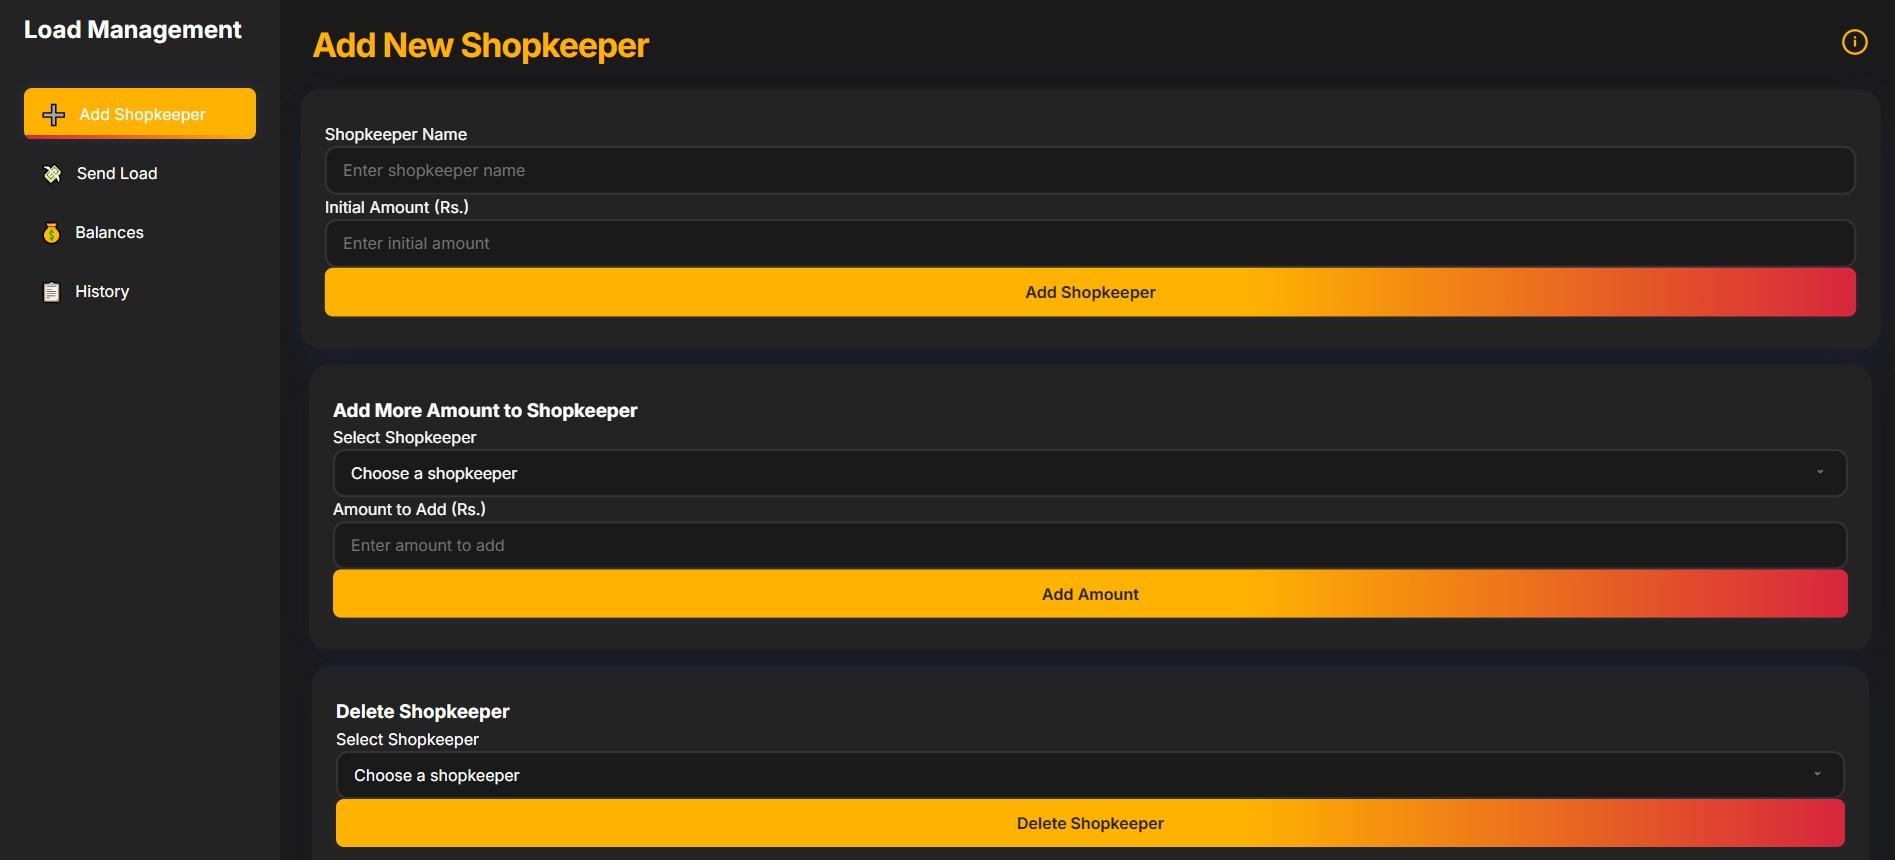 Load Management
Add Shopkeeper
Send Load
Balances
History
Add New Shopkeeper
Shopkeeper Name
Enter shopkeeper name
Initial Amount (Rs.)
Enter initial amount
Add Shopkeeper
Add More Amount to Shopkeeper
Select Shopkeeper
Choose a shopkeeper
Amount to Add (Rs.)
Enter amount to add
Add Amount
Delete Shopkeeper
Select Shopkeeper
Choose a shopkeeper
Delete Shopkeeper